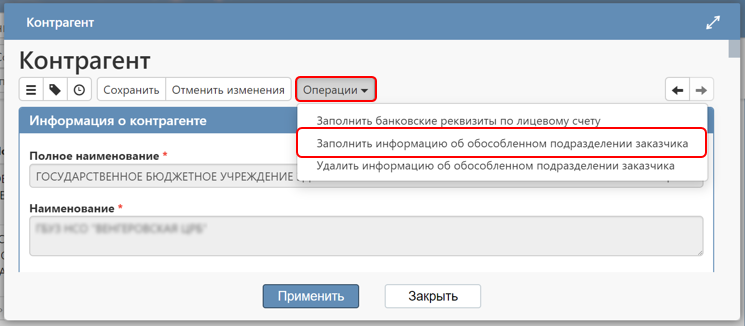 Контрагент
Контрагент
Сохранить Отменить изменения Операции
Заполнить банковские реквизиты по лицевому счету
Информация о контрагенте
Заполнить информацию об обособленном подразделении заказчика
Полное наименование *
Удалить информацию об обособленном подразделении заказчика
ГОСУДАРСТВЕННОЕ БЮДЖЕТНОЕ УЧРЕЖДЕНИЕ
Наименование *
ГБУЗ НСО "ВЕНГЕРОВСКАЯ ЦРБ"
Применить Закрыть